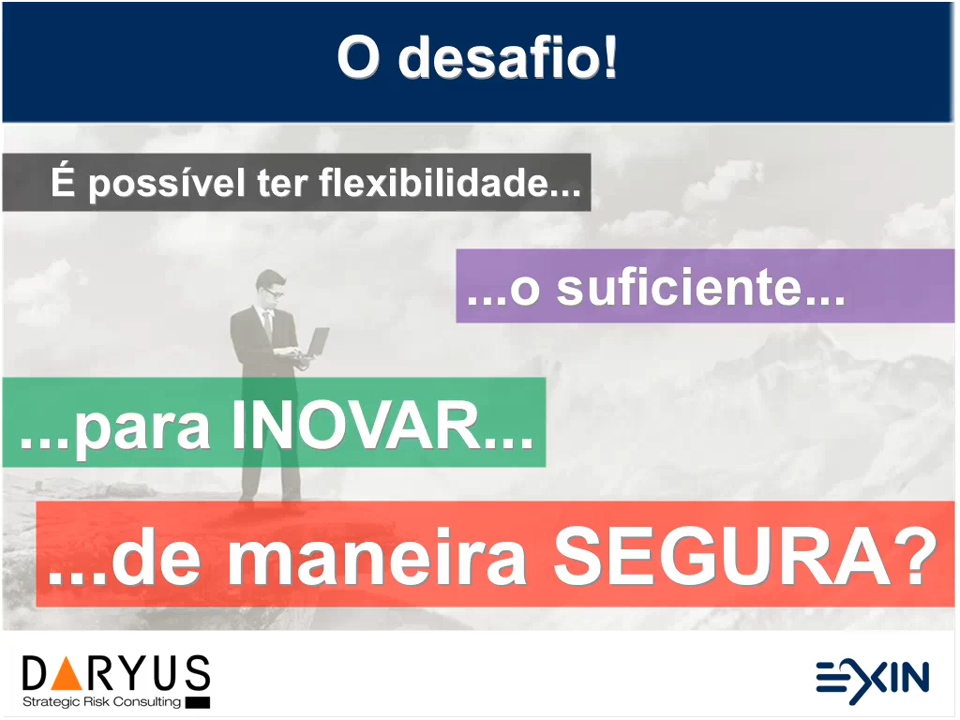 O desafio!
É possível ter flexibilidade...
...o suficiente...
...para INOVAR...
...de maneira SEGURA?
DARYUS
Strategic Risk Consulting
EXIN